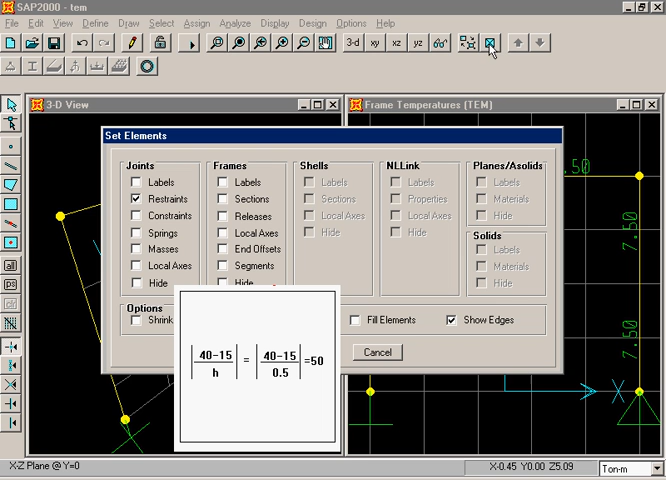 SAP2000 - tem
File Edit View Define Draw Select Assign Analyze Display Design Options Help
3-d xy xz yz
3-D View
Frame Temperatures (TEM)
Set Elements
Joints Frames Shells NLLink Planes/Asolids
Labels Labels Labels Labels Labels
Restraints Sections Sections Properties Materials
Constraints Releases Local Axes Local Axes Hide
Springs Local Axes Hide Hide Solids
Masses End Offsets Labels
Local Axes Segments Materials
Hide Hide Hide
Options
Shrink Fill Elements Show Edges
Cancel
|40-15/h| = |40-15/0.5|=50
.50
7.50
7.50
all
ps
clr
X
X-Z Plane @ Y=0
X-0.45 Y0.00 Z5.09
Ton-m